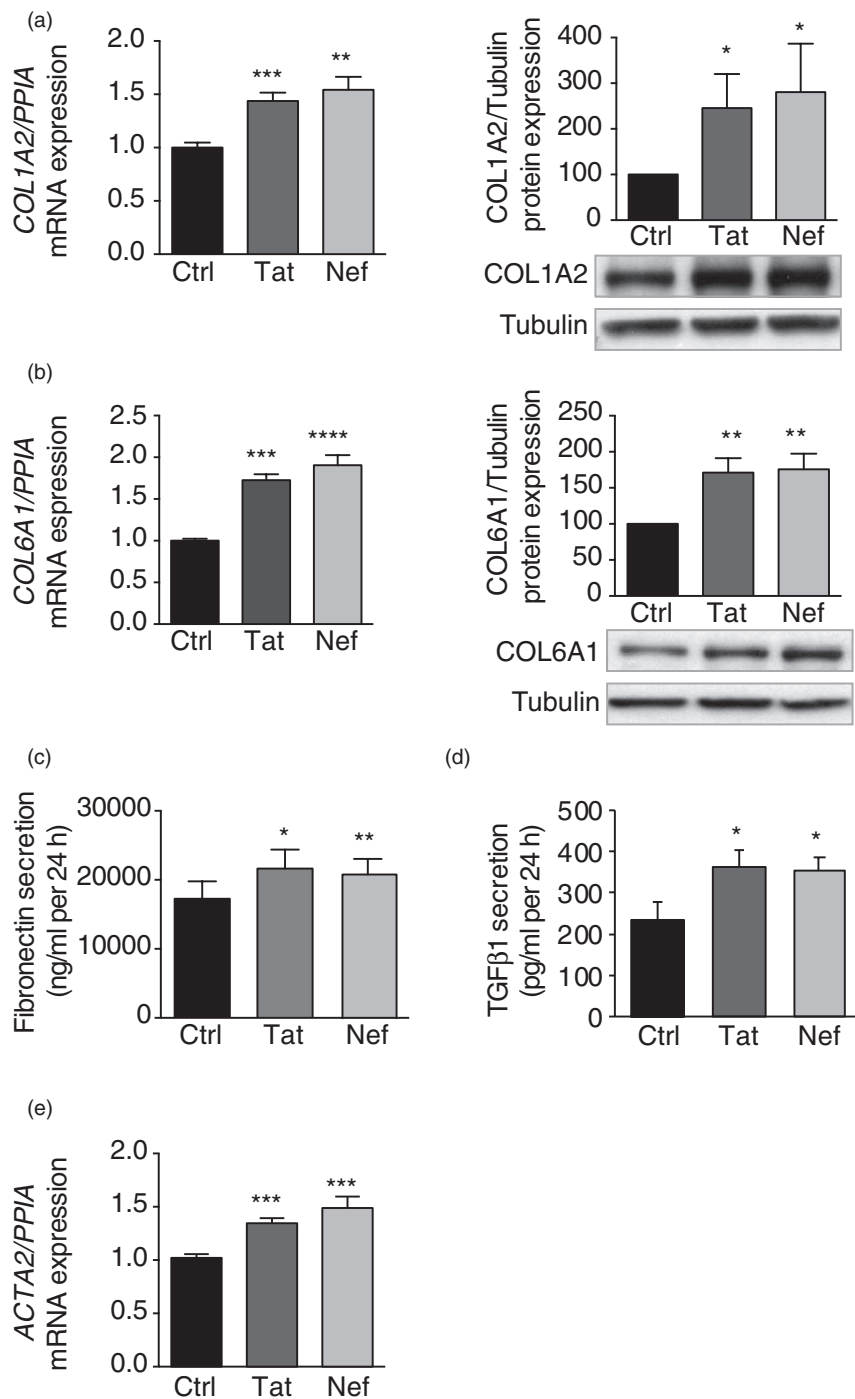 (a)
COL1A2/PPIA
mRNA expression
2.0
1.5
1.0
0.5
0.0
***
**
Ctrl Tat Nef
COL1A2/Tubulin
protein expression
400
300
200
100
0
*
*
Ctrl Tat Nef
COL1A2
Tubulin
(b)
COL6A1/PPIA
mRNA espression
2.5
2.0
1.5
1.0
0.5
0.0
***
****
Ctrl Tat Nef
COL6A1/Tubulin
protein expression
250
200
150
100
50
0
**
**
Ctrl Tat Nef
COL6A1
Tubulin
(c)
Fibronectin secretion
(ng/ml per 24 h)
30000
20000
10000
0
*
**
Ctrl Tat Nef
(d)
TGFβ1 secretion
(pg/ml per 24 h)
500
400
300
200
100
0
*
*
Ctrl Tat Nef
(e)
ACTA2/PPIA
mRNA expression
2.0
1.5
1.0
0.5
0.0
***
***
Ctrl Tat Nef